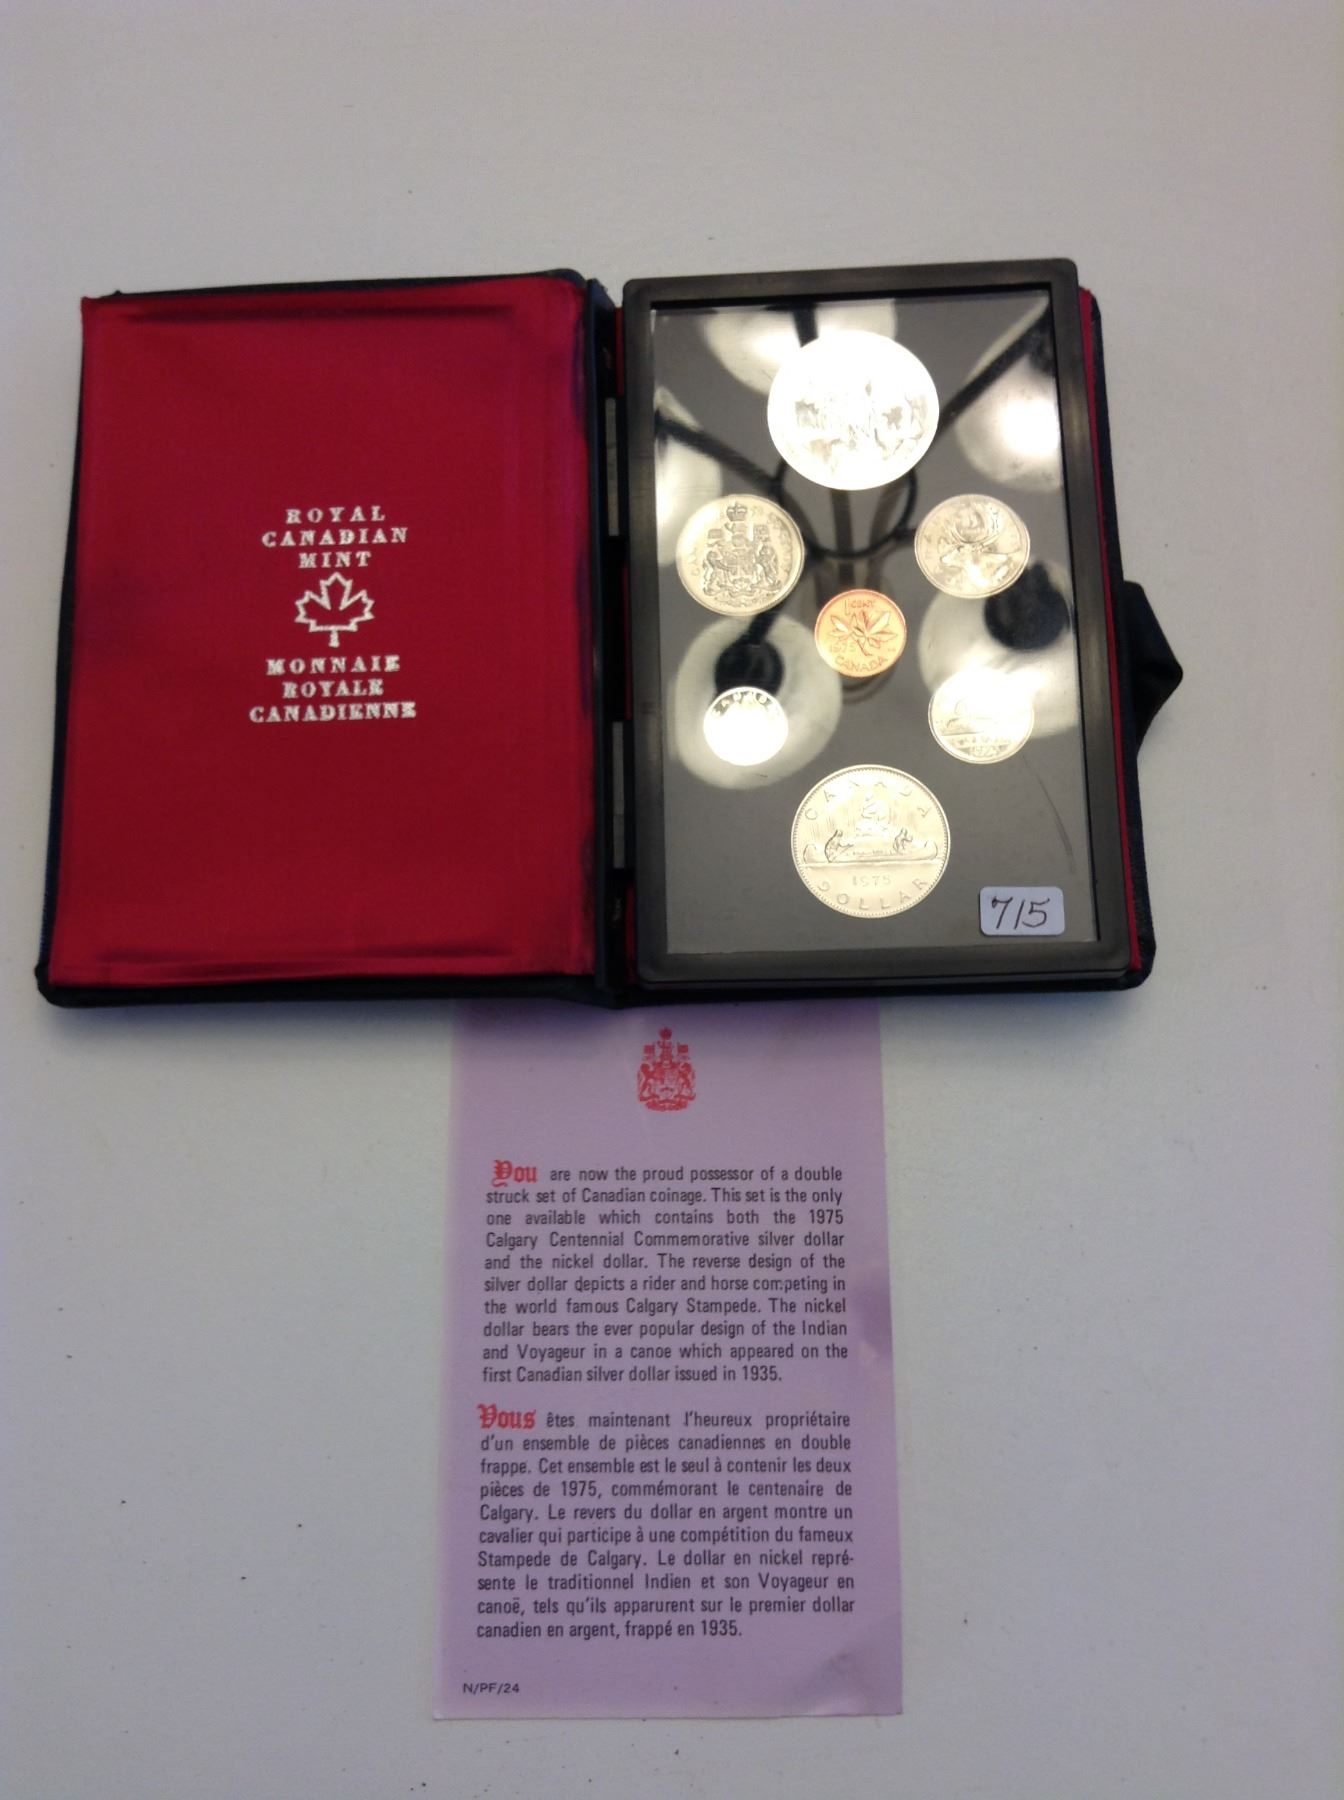 ROYAL
CANADIAN
MINT
MONNAIE
ROYALE
CANADIENNE
CANADA
1 CENT
1975
CANADA
CANADA
1975
CANADA
1975
DOLLAR
715
You are now the proud possessor of a double
struck set of Canadian coinage. This set is the only
one available which contains both the 1975
Calgary Centennial Commemorative silver dollar
and the nickel dollar. The reverse design of the
silver dollar depicts a rider and horse competing in
the world famous Calgary Stampede. The nickel
dollar bears the ever popular design of the Indian
and Voyageur in a canoe which appeared on the
first Canadian silver dollar issued in 1935.
Vous êtes maintenant l'heureux propriétaire
d'un ensemble de pièces canadiennes en double
frappe. Cet ensemble est le seul à contenir les deux
pièces de 1975, commémorant le centenaire de
Calgary. Le revers du dollar en argent montre un
cavalier qui participe à une compétition du fameux
Stampede de Calgary. Le dollar en nickel repré-
sente le traditionnel Indien et son Voyageur en
canoë, tels qu'ils apparurent sur le premier dollar
canadien en argent, frappé en 1935.
N/PF/24